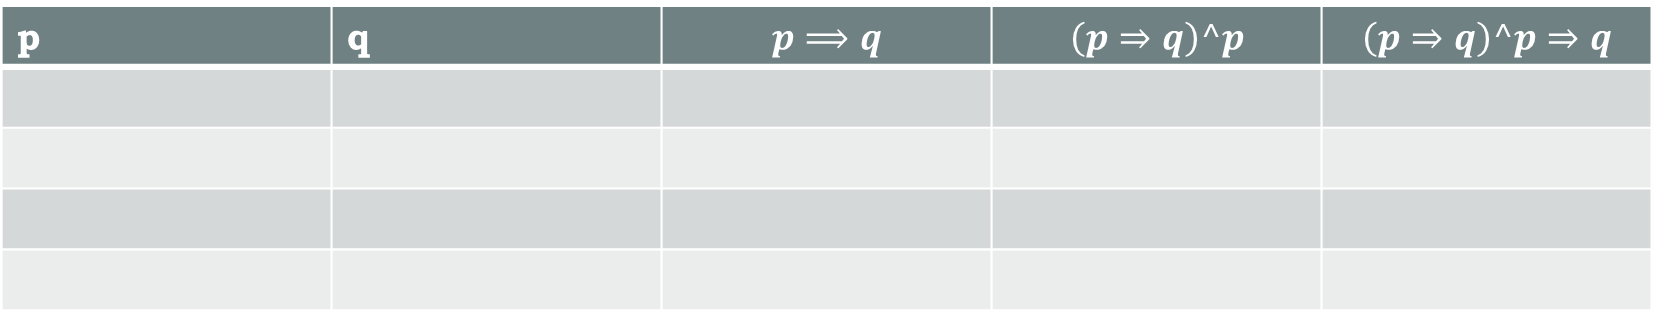 p q p ⟹ q (p ⇒ q)^p (p ⇒ q)^p ⇒ q